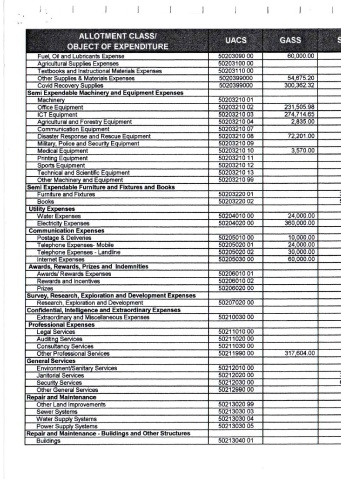 ALLOTMENT CLASS/ OBJECT OF EXPENDITURE UACS GASS S
Fuel, Oil and Lubricants Expense 50203090 00 60,000.00
Agricultural Supplies Expenses 50203100 00
Textbooks and Instructional Materials Expenses 50203110 00
Other Supplies & Materials Expenses 50203990 00 54,675.20
Covid Recovery Supplies 50203990 00 300,362.32
Semi Expendable Machinery and Equipment Expenses
Machinery 50203210 01
Office Equipment 50203210 02 231,505.98
ICT Equipment 50203210 03 274,714.65
Agricultural and Forestry Equipment 50203210 04 2,835.00
Communication Equipment 50203210 07
Disaster Response and Rescue Equipment 50203210 08 72,201.00
Military, Police and Security Equipment 50203210 09
Medical Equipment 50203210 10 3,570.00
Printing Equipment 50203210 11
Sports Equipment 50203210 12
Technical and Scientific Equipment 50203210 13
Other Machinery and Equipment 50203210 99
Semi Expendable Furniture and Fixtures and Books
Furniture and Fixtures 50203220 01
Books 50203220 02
Utility Expenses
Water Expenses 50204010 00 24,000.00
Electricity Expenses 50204020 00 360,000.00
Communication Expenses
Postage & Deliveries 50205010 00 10,000.00
Telephone Expenses- Mobile 50205020 01 24,000.00
Telephone Expenses - Landline 50205020 02 30,000.00
Internet Expenses 50205030 00 60,000.00
Awards, Rewards, Prizes and Indemnities
Awards/ Rewards Expenses 50206010 01
Rewards and Incentives 50206010 02
Prizes 50206020 00
Survey, Research, Exploration and Development Expenses
Research, Exploration and Development 50207020 00
Confidential, Intelligence and Extraordinary Expenses
Extraordinary and Miscellaneous Expenses 50210030 00
Professional Expenses
Legal Services 50211010 00
Auditing Services 50211020 00
Consultancy Services 50211030 00
Other Professional Services 50211990 00 317,604.00
General Services
Environment/Sanitary Services 50212010 00
Janitorial Services 50212020 00
Security Services 50212030 00
Other General Services 50212990 00
Repair and Maintenance
Other Land Improvements 50213020 99
Sewer Systems 50213030 03
Water Supply Systems 50213030 04
Power Supply Systems 50213030 05
Repair and Maintenance - Buildings and Other Structures
Buildings 50213040 01